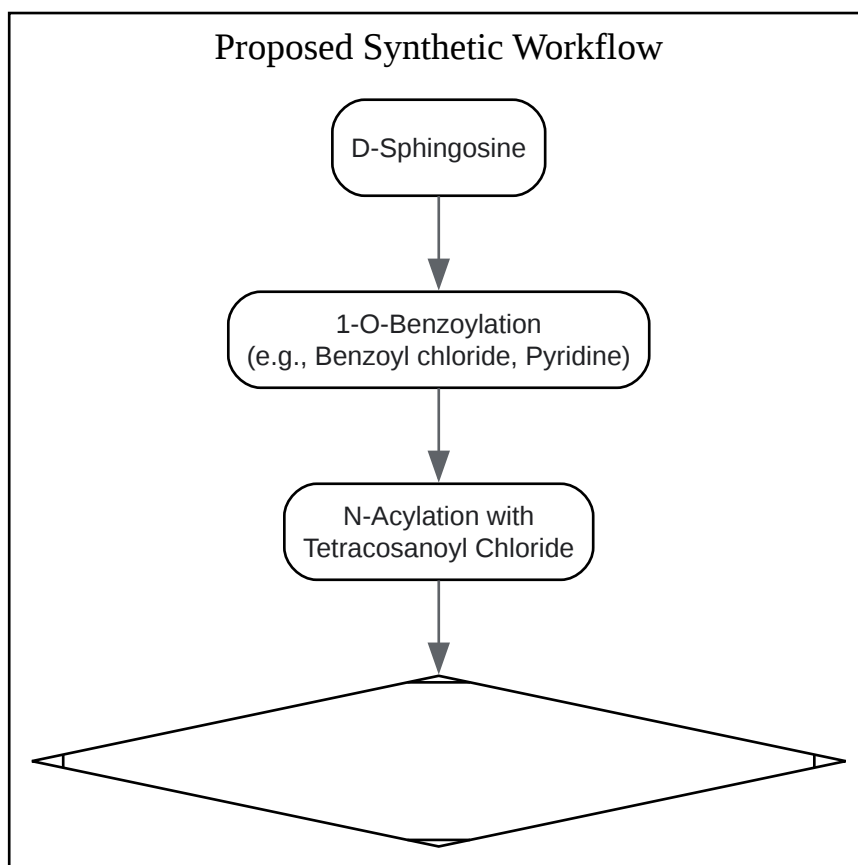 Proposed Synthetic Workflow
D-Sphingosine
1-O-Benzoylation
(e.g., Benzoyl chloride, Pyridine)
N-Acylation with
Tetracosanoyl Chloride